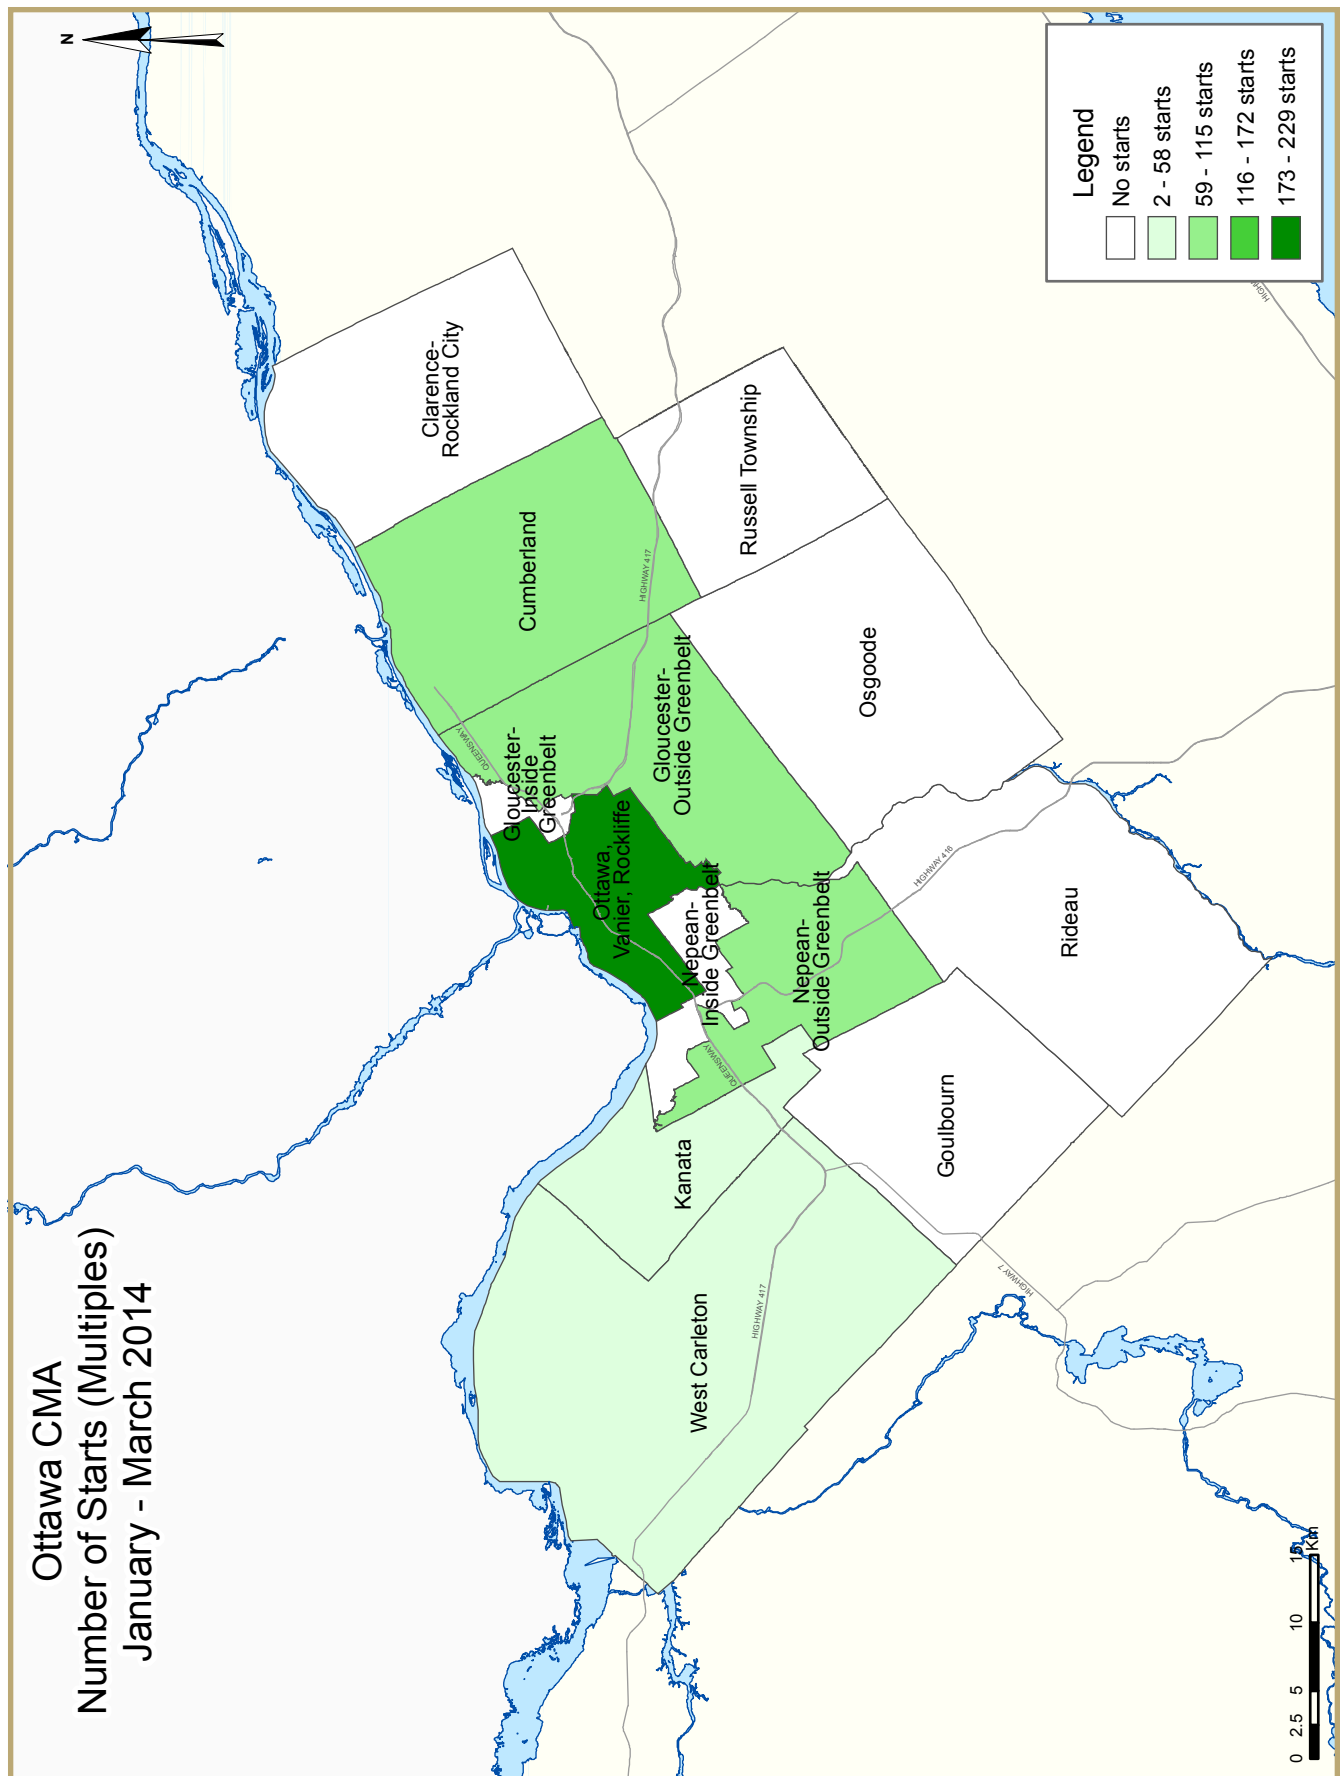 Ottawa CMA
Number of Starts (Multiples)
January - March 2014
N
Legend
No starts
2 - 58 starts
59 - 115 starts
116 - 172 starts
173 - 229 starts
Clarence-
Rockland City
Cumberland
Russell Township
Osgoode
Gloucester-
Inside
Greenbelt
Gloucester-
Outside Greenbelt
Ottawa,
Vanier, Rockliffe
Nepean-
Inside Greenbelt
Nepean-
Outside Greenbelt
Rideau
Goulbourn
Kanata
West Carleton
QUEENSWAY
HIGHWAY 417
HIGHWAY 416
QUEENSWAY
HIGHWAY 417
HIGHWAY 7
HIGHW
0 2.5 5 10 15
Km